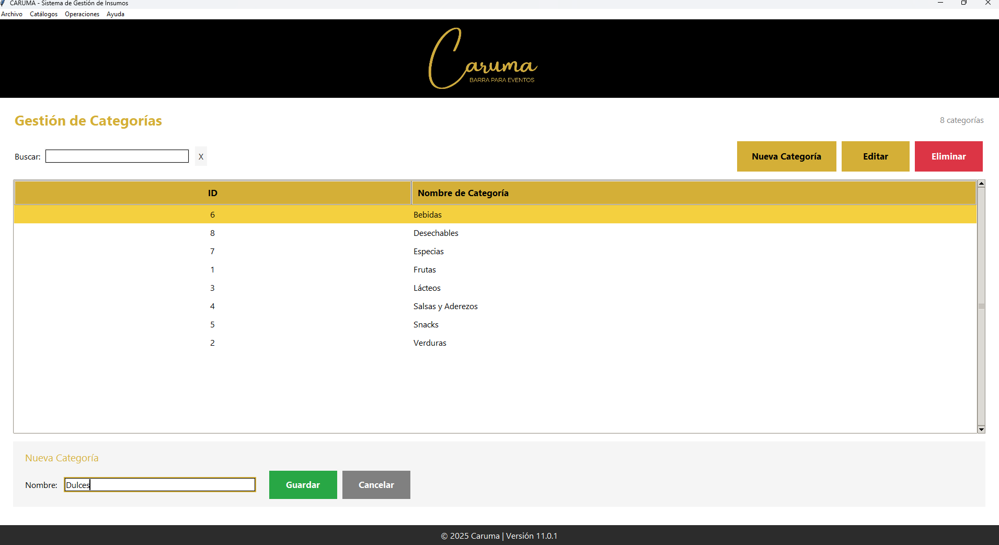 CARUMA - Sistema de Gestión de Insumos
Archivo Catálogos Operaciones Ayuda
Caruma
BARRA PARA EVENTOS
Gestión de Categorías
8 categorías
Buscar:
X
Nueva Categoría
Editar
Eliminar
ID Nombre de Categoría
6 Bebidas
8 Desechables
7 Especias
1 Frutas
3 Lácteos
4 Salsas y Aderezos
5 Snacks
2 Verduras
Nueva Categoría
Nombre: Dulces
Guardar
Cancelar
© 2025 Caruma | Versión 11.0.1